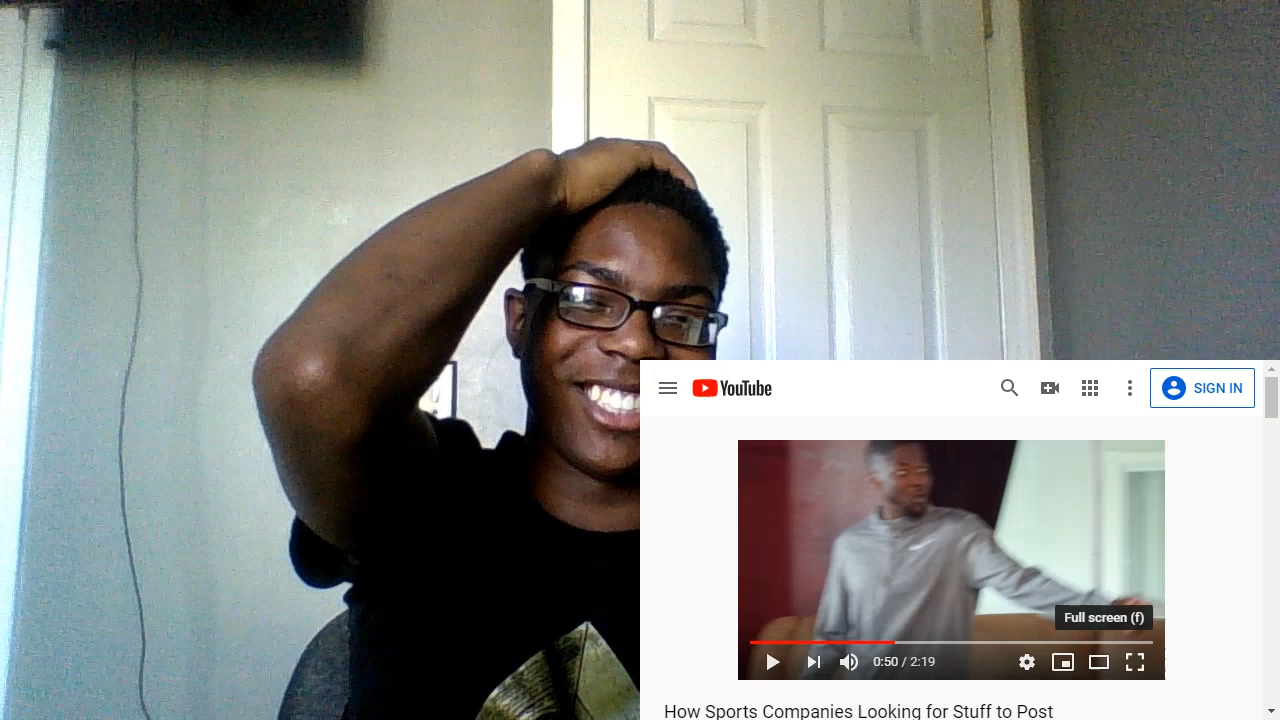 YouTube
SIGN IN
Full screen (f)
0:50 / 2:19
How Sports Companies Looking for Stuff to Post